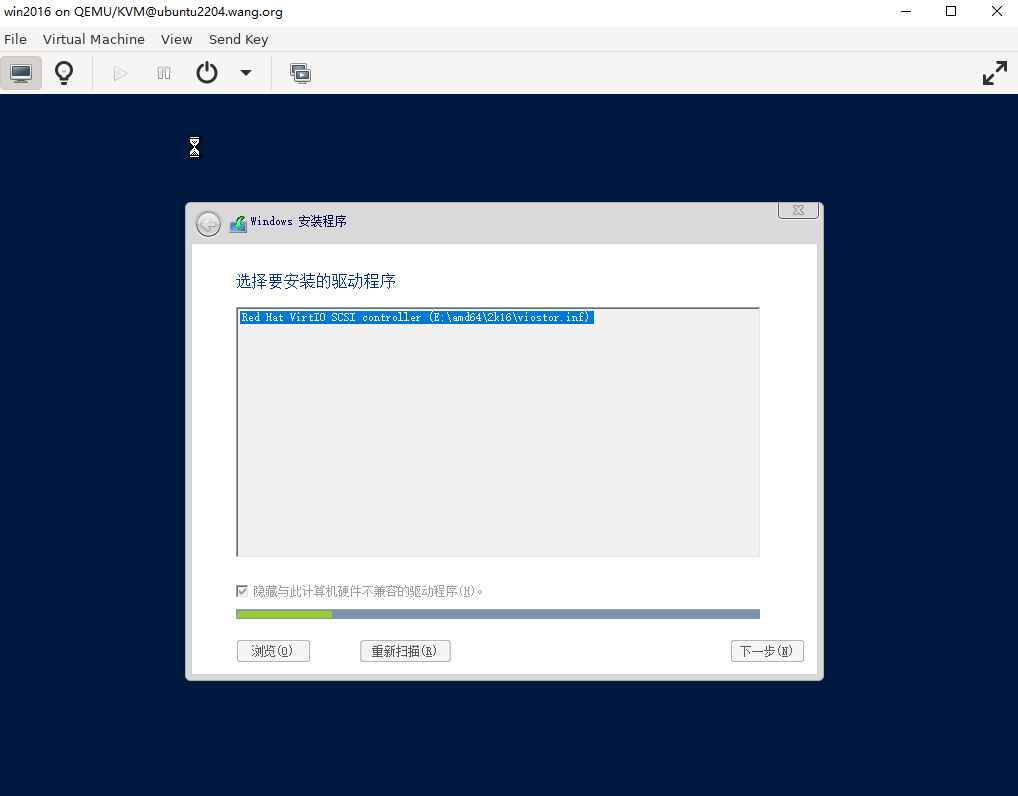 win2016 on QEMU/KVM@ubuntu2204.wang.org
File Virtual Machine View Send Key
Windows 安装程序
选择要安装的驱动程序
Red Hat VirtIO SCSI controller (E:\amd64\2k16\viostor.inf)
隐藏与此计算机硬件不兼容的驱动程序(H)。
浏览(O) 重新扫描(R) 下一步(N)